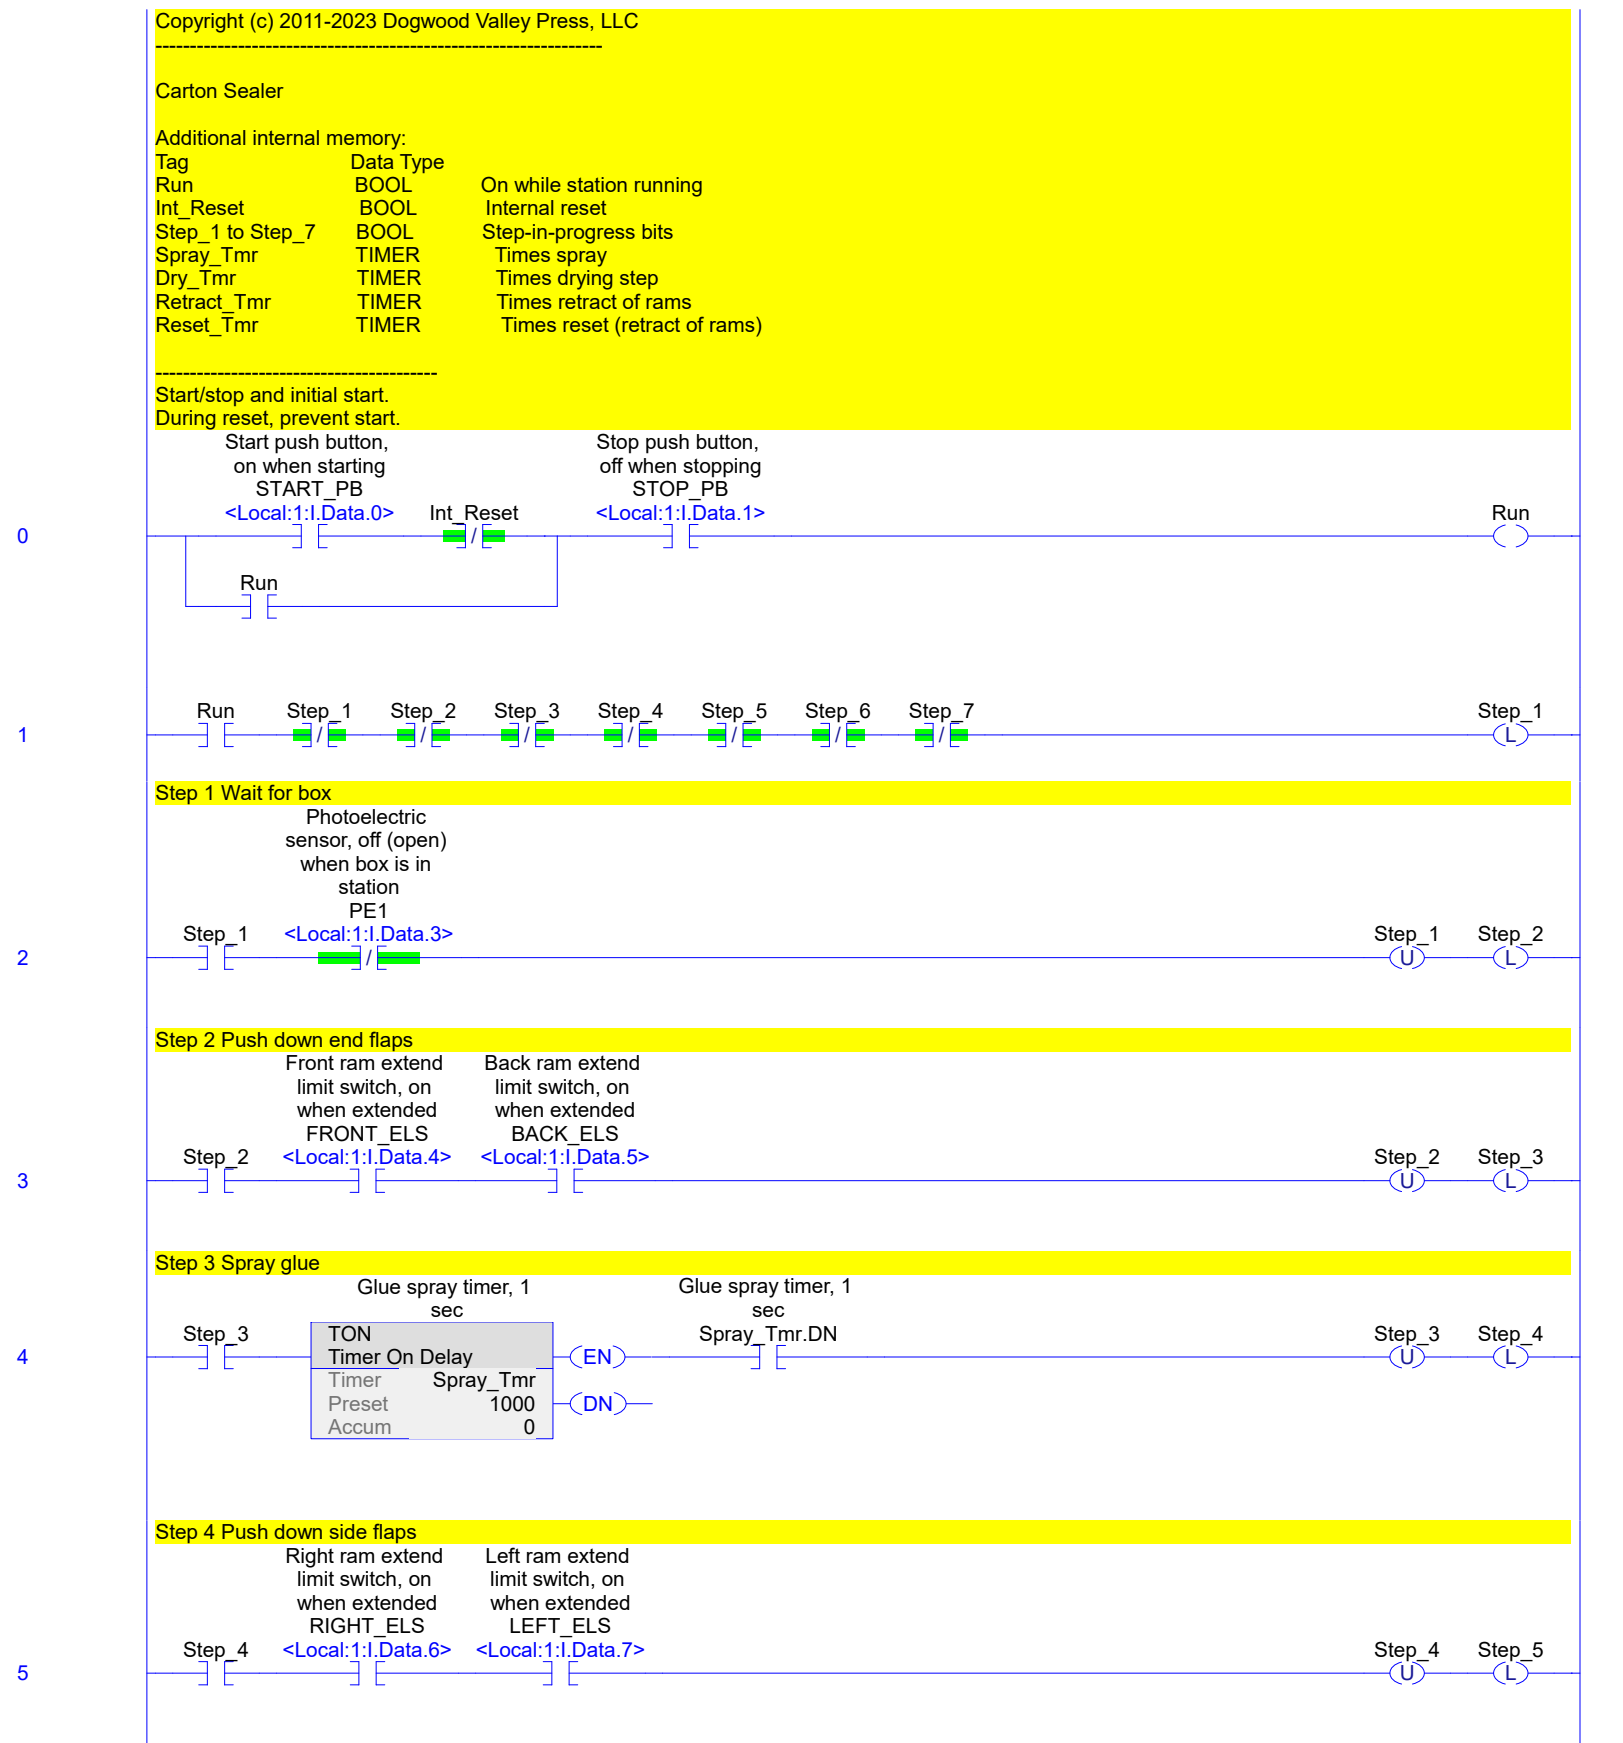 Copyright (c) 2011-2023 Dogwood Valley Press, LLC
-----------------------------------------------------------------
Carton Sealer
Additional internal memory:
Tag Data Type
Run BOOL On while station running
Int_Reset BOOL Internal reset
Step_1 to Step_7 BOOL Step-in-progress bits
Spray_Tmr TIMER Times spray
Dry_Tmr TIMER Times drying step
Retract_Tmr TIMER Times retract of rams
Reset_Tmr TIMER Times reset (retract of rams)
-----------------------------------------
Start/stop and initial start.
During reset, prevent start.
Start push button, Stop push button,
on when starting off when stopping
START_PB STOP_PB
<Local:1:I.Data.0> Int_Reset <Local:1:I.Data.1> Run
0 /
Run
Run Step_1 Step_2 Step_3 Step_4 Step_5 Step_6 Step_7 Step_1
1 / / / / / / / L
Step 1 Wait for box
Photoelectric
sensor, off (open)
when box is in
station
PE1
Step_1 <Local:1:I.Data.3> Step_1 Step_2
2 / U L
Step 2 Push down end flaps
Front ram extend Back ram extend
limit switch, on limit switch, on
when extended when extended
FRONT_ELS BACK_ELS
Step_2 <Local:1:I.Data.4> <Local:1:I.Data.5> Step_2 Step_3
3 U L
Step 3 Spray glue
Glue spray timer, 1 Glue spray timer, 1
sec sec
Step_3 TON Spray_Tmr.DN Step_3 Step_4
4 Timer On Delay EN U L
Timer Spray_Tmr
Preset 1000 DN
Accum 0
Step 4 Push down side flaps
Right ram extend Left ram extend
limit switch, on limit switch, on
when extended when extended
RIGHT_ELS LEFT_ELS
Step_4 <Local:1:I.Data.6> <Local:1:I.Data.7> Step_4 Step_5
5 U L